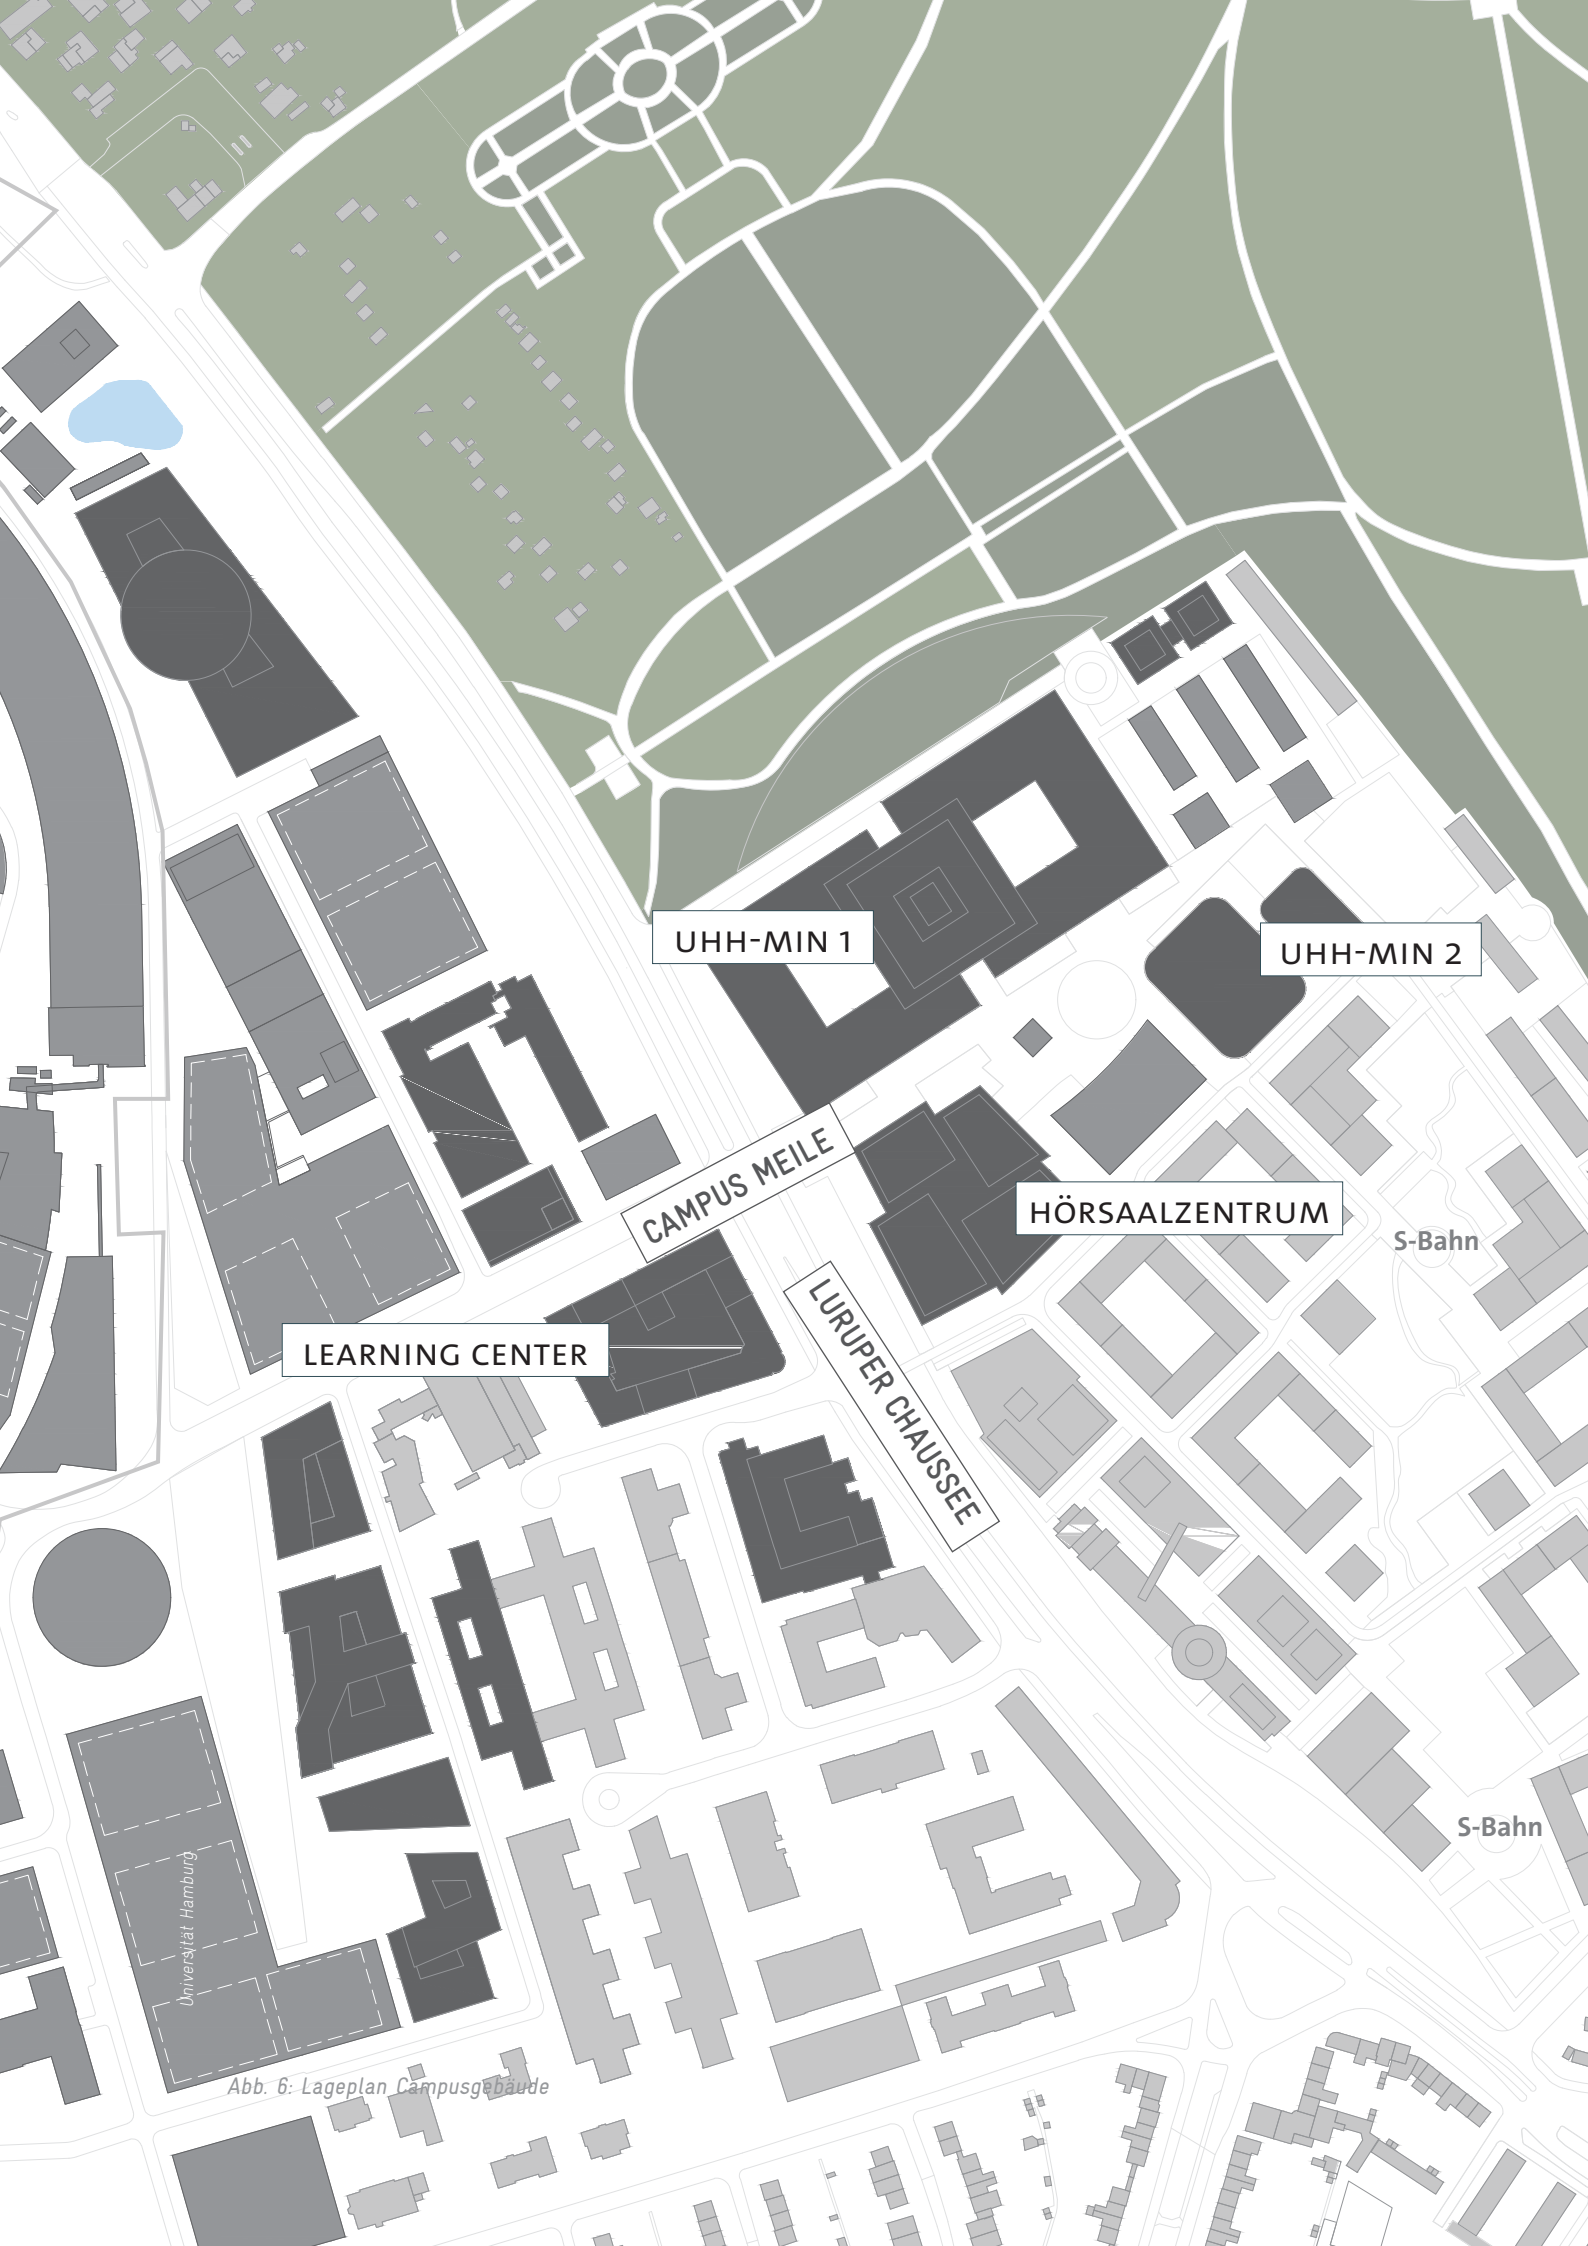 UHH-MIN 1
UHH-MIN 2
CAMPUS MEILE
HÖRSAALZENTRUM
S-Bahn
LURUPER CHAUSSEE
LEARNING CENTER
S-Bahn
Universität Hamburg
Abb. 6: Lageplan Campusgebäude